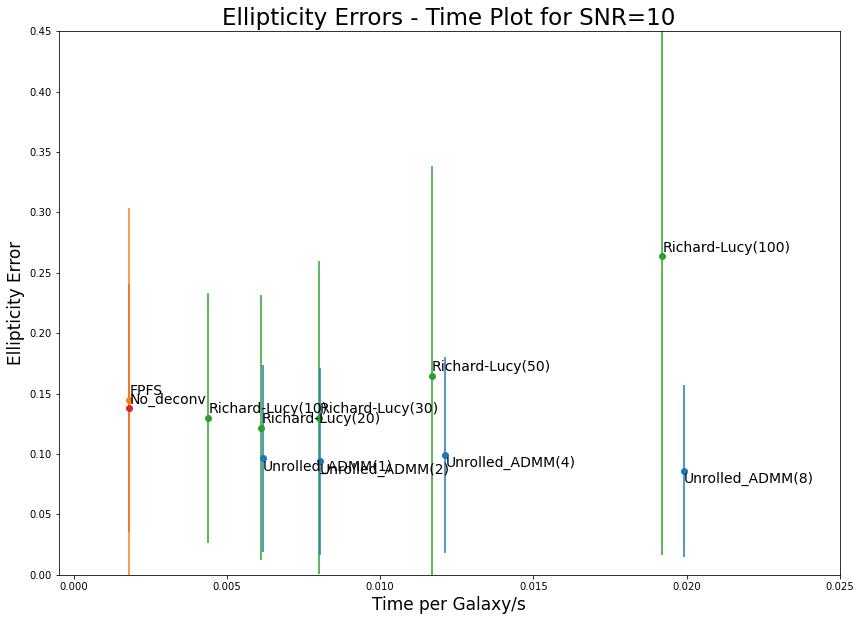 Ellipticity Errors - Time Plot for SNR=10
0.45
0.40
0.35
0.30
0.25
0.20
0.15
0.10
0.05
0.00
Ellipticity Error
Richard-Lucy(100)
Richard-Lucy(50)
FPFS
No_deconv
Richard-Lucy(10)
Richard-Lucy(30)
Richard-Lucy(20)
Unrolled_ADMM(1)
Unrolled_ADMM(2)
Unrolled_ADMM(4)
Unrolled_ADMM(8)
0.000
0.005
0.010
0.015
0.020
0.025
Time per Galaxy/s